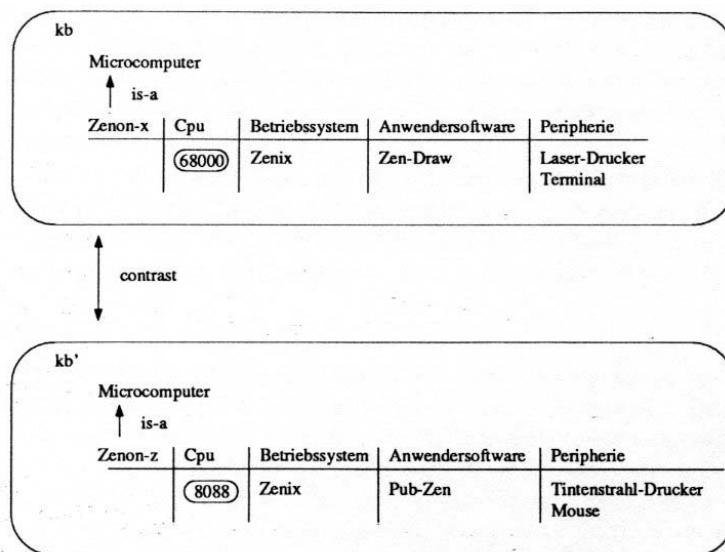 kb
Microcomputer
is-a
Zenon-x Cpu Betriebssystem Anwendersoftware Peripherie
68000 Zenix Zen-Draw Laser-Drucker
Terminal
contrast
kb'
Microcomputer
is-a
Zenon-z Cpu Betriebssystem Anwendersoftware Peripherie
8088 Zenix Pub-Zen Tintenstrahl-Drucker
Mouse